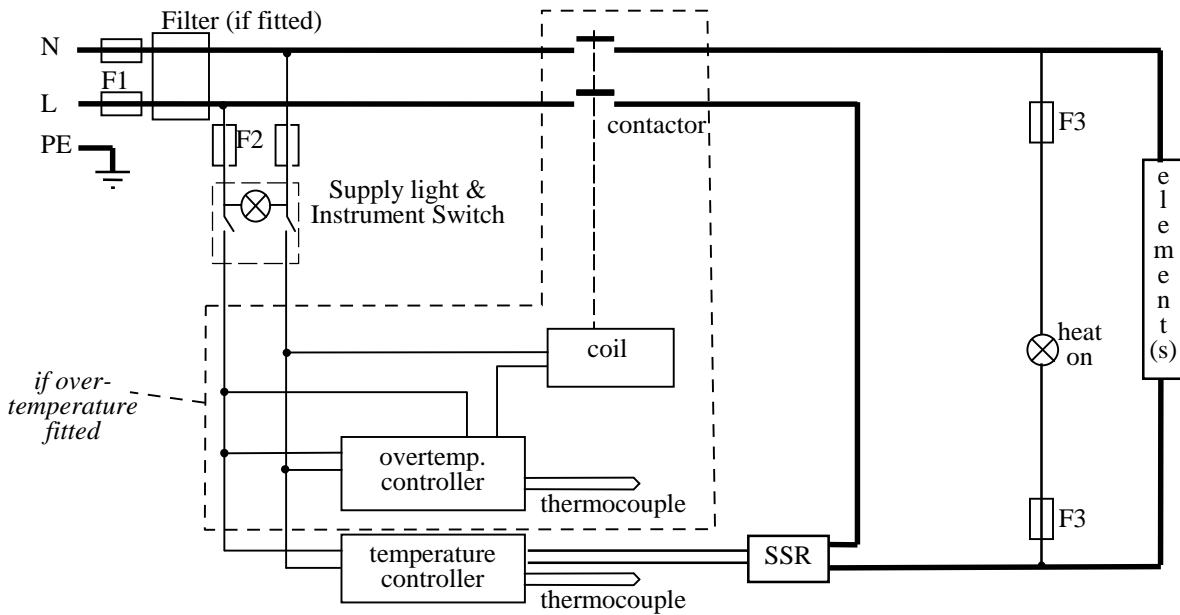 Filter (if fitted)
N
F1
L
PE
F2
contactor
F3
Supply light &
Instrument Switch
element(s)
coil
heat
on
if over-
temperature
fitted
overtemp.
controller
thermocouple
F3
temperature
controller
SSR
thermocouple